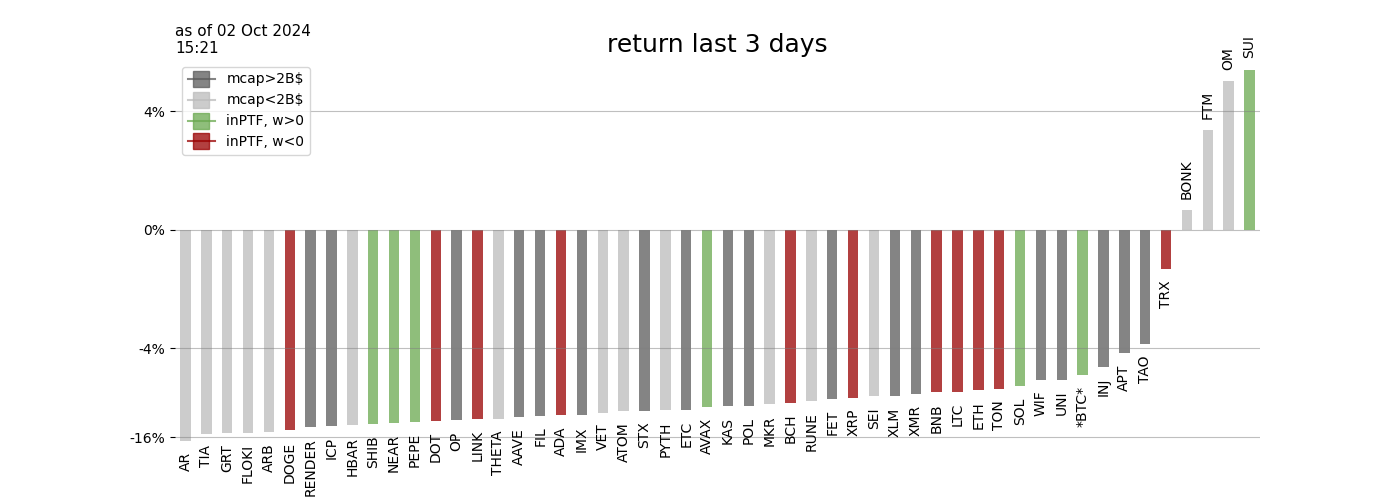 as of 02 Oct 2024
15:21
return last 3 days
mcap>2B$
mcap<2B$
inPTF, w>0
inPTF, w<0
4%
0%
-4%
-16%
AR
TIA
GRT
FLOKI
ARB
DOGE
RENDER
ICP
HBAR
SHIB
NEAR
PEPE
DOT
OP
LINK
THETA
AAVE
FIL
ADA
IMX
VET
ATOM
STX
PYTH
ETC
AVAX
KAS
POL
MKR
BCH
RUNE
FET
XRP
SEI
XLM
XMR
BNB
LTC
ETH
TON
SOL
WIF
UNI
*BTC*
INJ
APT
TAO
TRX
BONK
FTM
OM
SUI